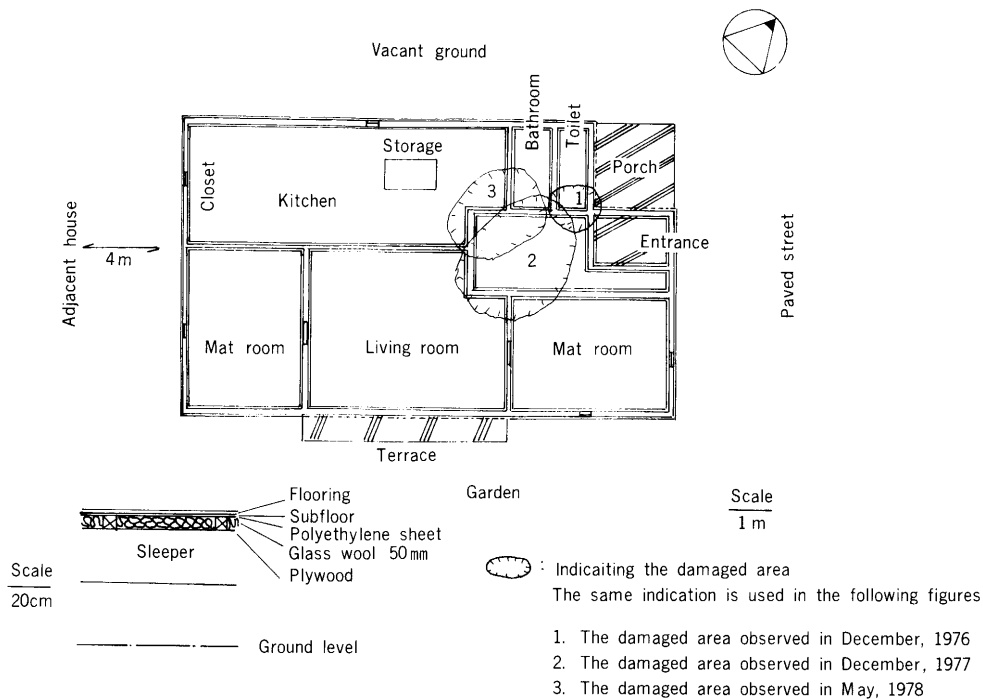 Vacant ground
Bathroom
Toilet
Storage
Porch
Closet
Kitchen
3
1
Entrance
Adjacent house
4m
2
Paved street
Mat room
Living room
Mat room
Terrace
Flooring
Subfloor
Polyethylene sheet
Glass wool 50mm
Plywood
Sleeper
Garden
Scale
1 m
Scale
20cm
Ground level
: Indicaiting the damaged area
The same indication is used in the following figures
1. The damaged area observed in December, 1976
2. The damaged area observed in December, 1977
3. The damaged area observed in May, 1978